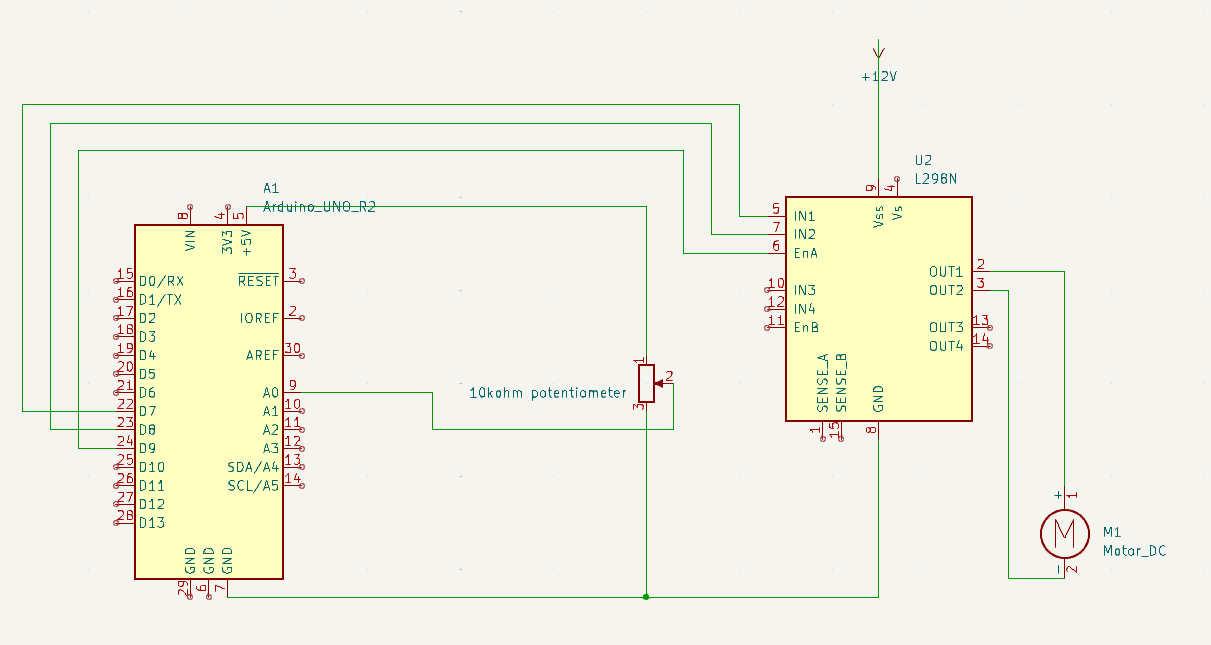 +12V
U2
L298N
A1
Arduino_UNO_R2
8
4
5
VIN
3V3
+5V
15
D0/RX
16
D1/TX
17
D2
18
D3
19
D4
20
D5
21
D6
22
D7
23
D8
24
D9
25
D10
26
D11
27
D12
28
D13
RESET
3
IOREF
2
AREF
30
A0
9
A1
10
A2
11
A3
12
SDA/A4
13
SCL/A5
14
GND
GND
GND
29
6
7
10kohm potentiameter
1
2
3
9
4
Vss
Vs
5
IN1
7
IN2
6
EnA
10
IN3
12
IN4
11
EnB
OUT1
2
OUT2
3
OUT3
13
OUT4
14
SENSE_A
SENSE_B
GND
1
15
8
+
1
M
M1
Motor_DC
-
2